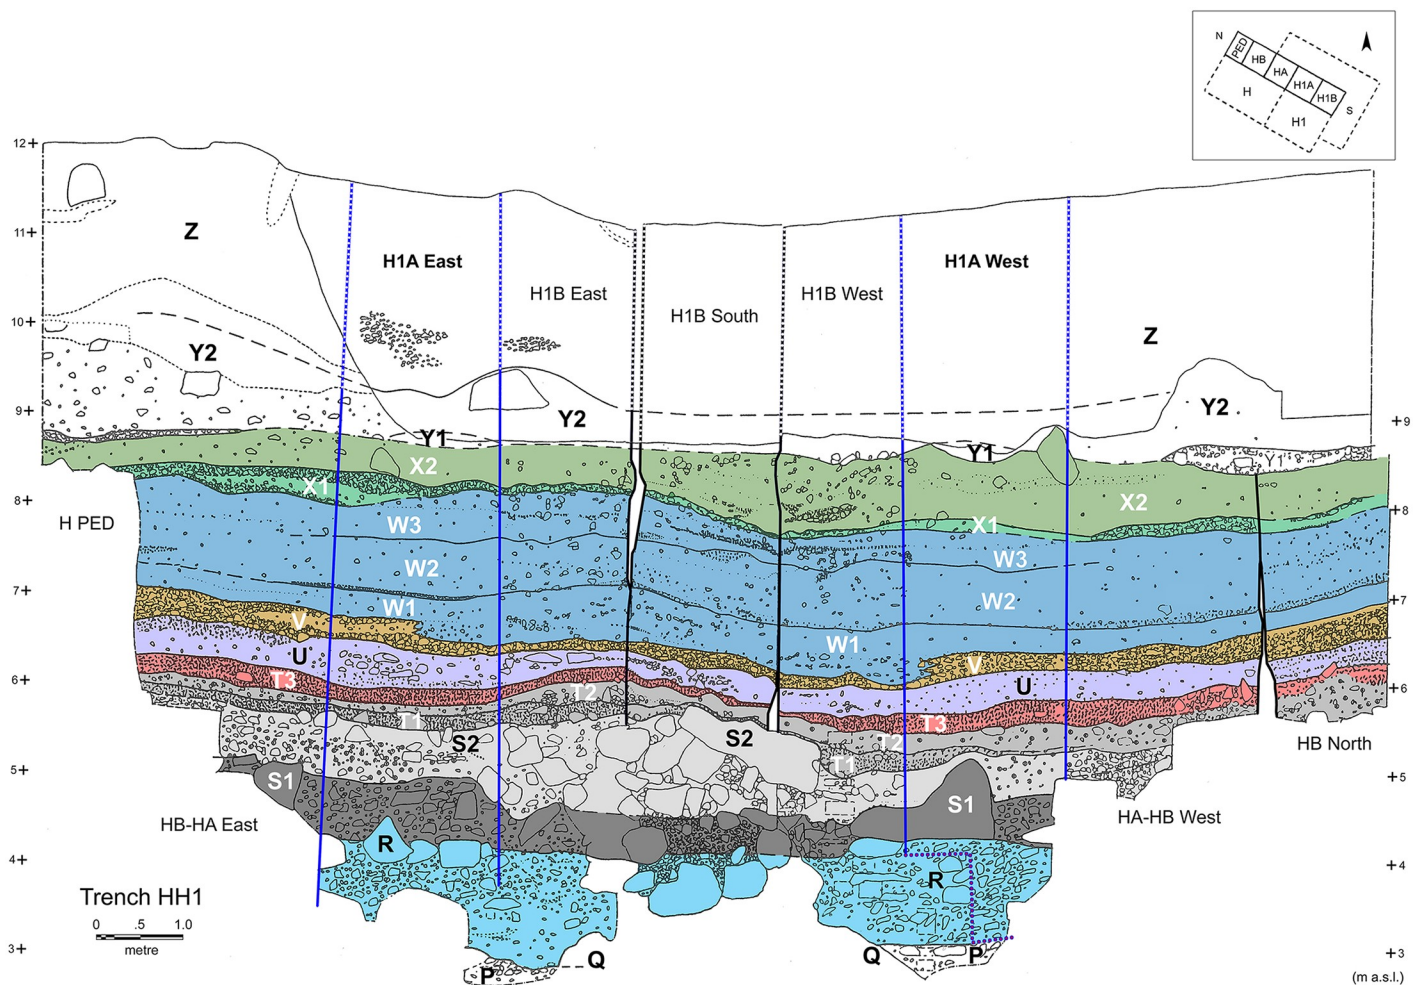 N
PED
HB
HA
H1A
H1B
S
H
H1
12+
11+
Z
H1A East
H1A West
H1B East
H1B West
H1B South
10+
Z
Y2
9+
Y2
Y2
+9
Y1
Y1
Y1
X2
X2
X1
X1
8+
+8
H PED
W3
W3
W2
W2
7+
+7
W1
W1
V
V
U
U
6+
+6
T3
T3
T2
T2
T1
T1
S2
S2
HB North
5+
+5
S1
S1
HB-HA East
HA-HB West
R
R
4+
+4
Trench HH1
0 .5 1.0
metre
3+
+3
Q
Q
P
P
(m a.s.l.)